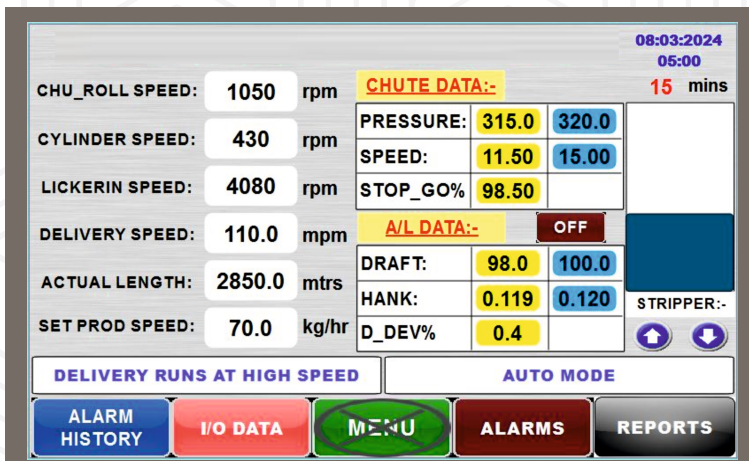 08:03:2024
05:00
15 mins
CHU_ROLL SPEED: 1050 rpm
CYLINDER SPEED: 430 rpm
LICKERIN SPEED: 4080 rpm
DELIVERY SPEED: 110.0 mpm
ACTUAL LENGTH: 2850.0 mtrs
SET PROD SPEED: 70.0 kg/hr
CHUTE DATA:-
PRESSURE: 315.0 320.0
SPEED: 11.50 15.00
STOP_GO% 98.50
A/L DATA:- OFF
DRAFT: 98.0 100.0
HANK: 0.119 0.120
D_DEV% 0.4
STRIPPER:-
DELIVERY RUNS AT HIGH SPEED
AUTO MODE
ALARM
HISTORY
I/O DATA
MENU
ALARMS
REPORTS